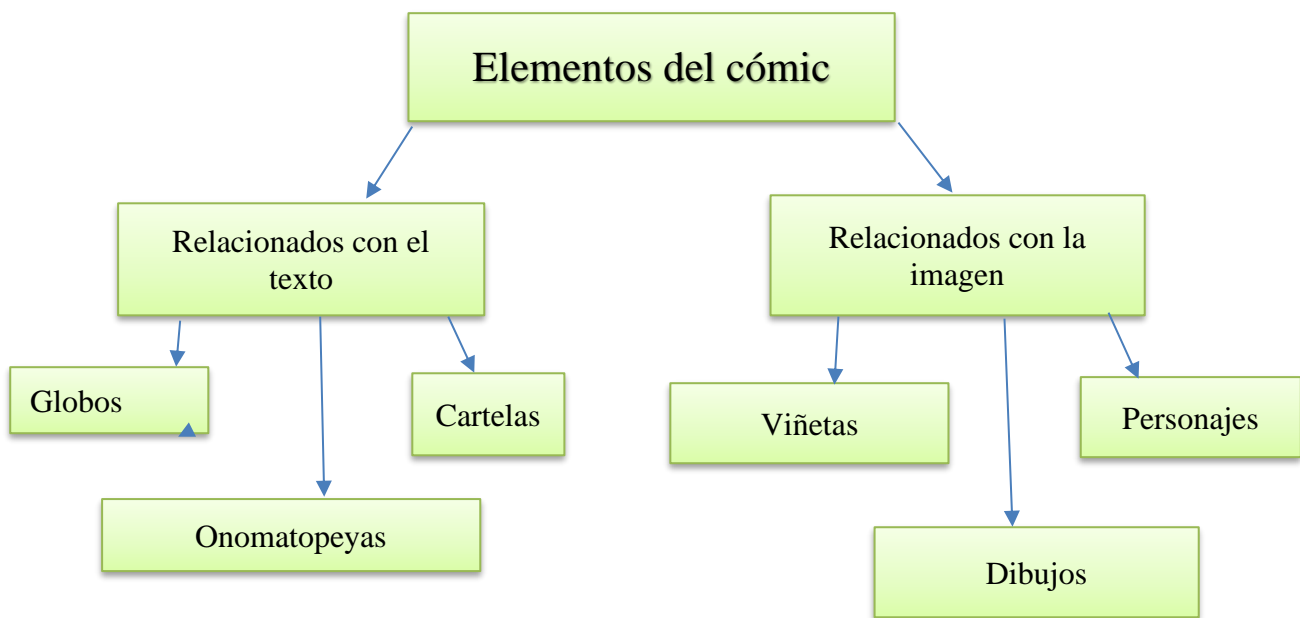 Elementos del cómic
Relacionados con el
texto
Relacionados con la
imagen
Globos
Cartelas
Viñetas
Personajes
Onomatopeyas
Dibujos